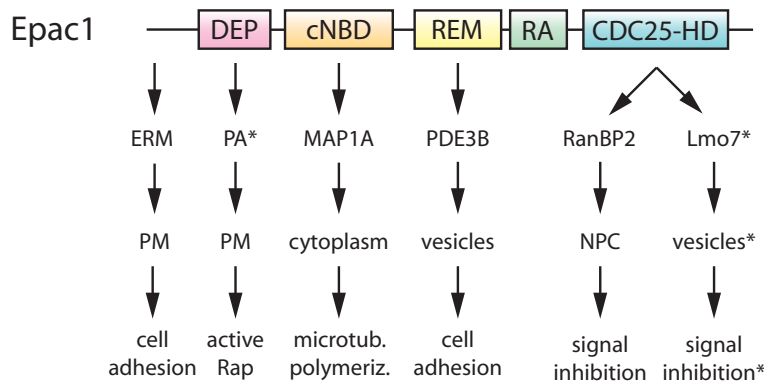 Epac1 DEP cNBD REM RA CDC25-HD
ERM PA* MAP1A PDE3B RanBP2 Lmo7*
PM PM cytoplasm vesicles NPC vesicles*
cell active microtub. cell signal signal
adhesion Rap polymeriz. adhesion inhibition inhibition*